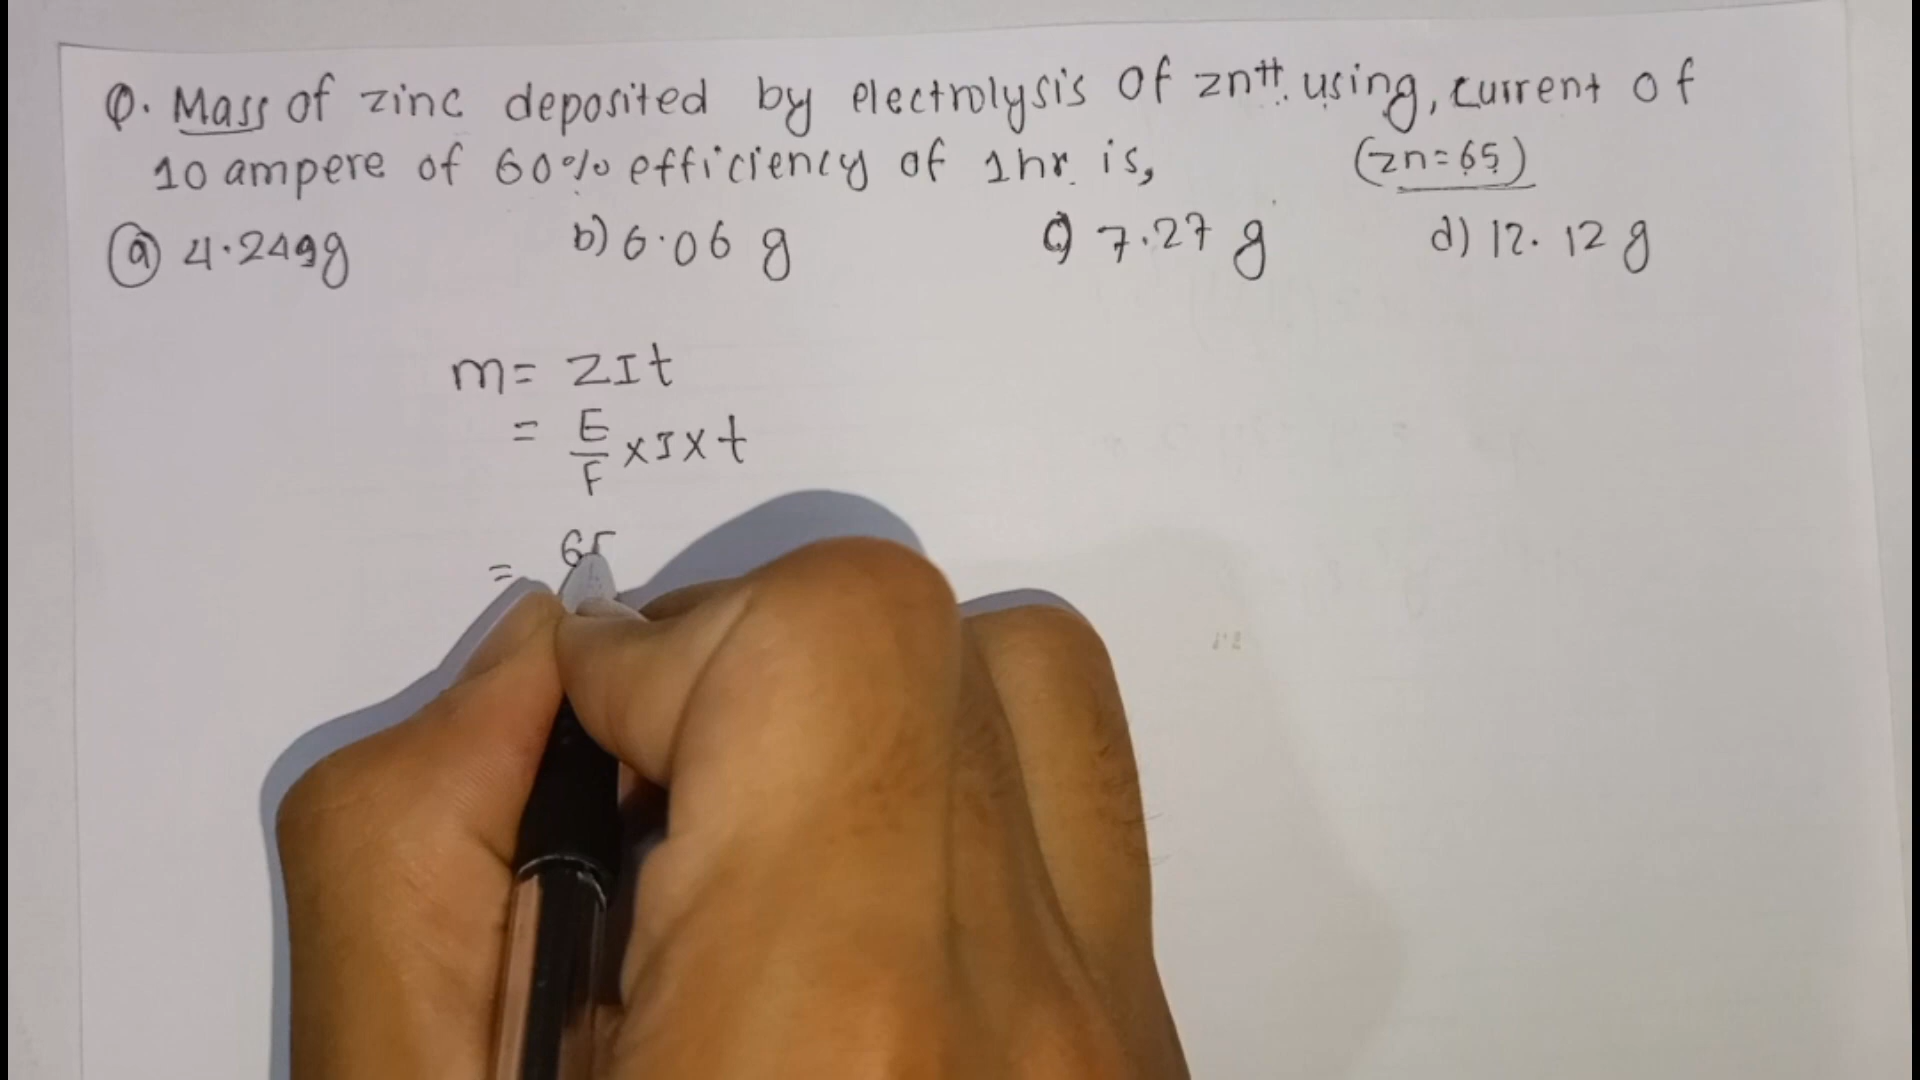 Q. Mass of zinc deposited by electrolysis of zn++ using, current of
10 ampere of 60% efficiency of 1hr is, (zn=65)
a) 4.249g b) 6.06 g c) 7.27 g d) 12.12 g
m= ZIt
= E/F x I x t
= 65